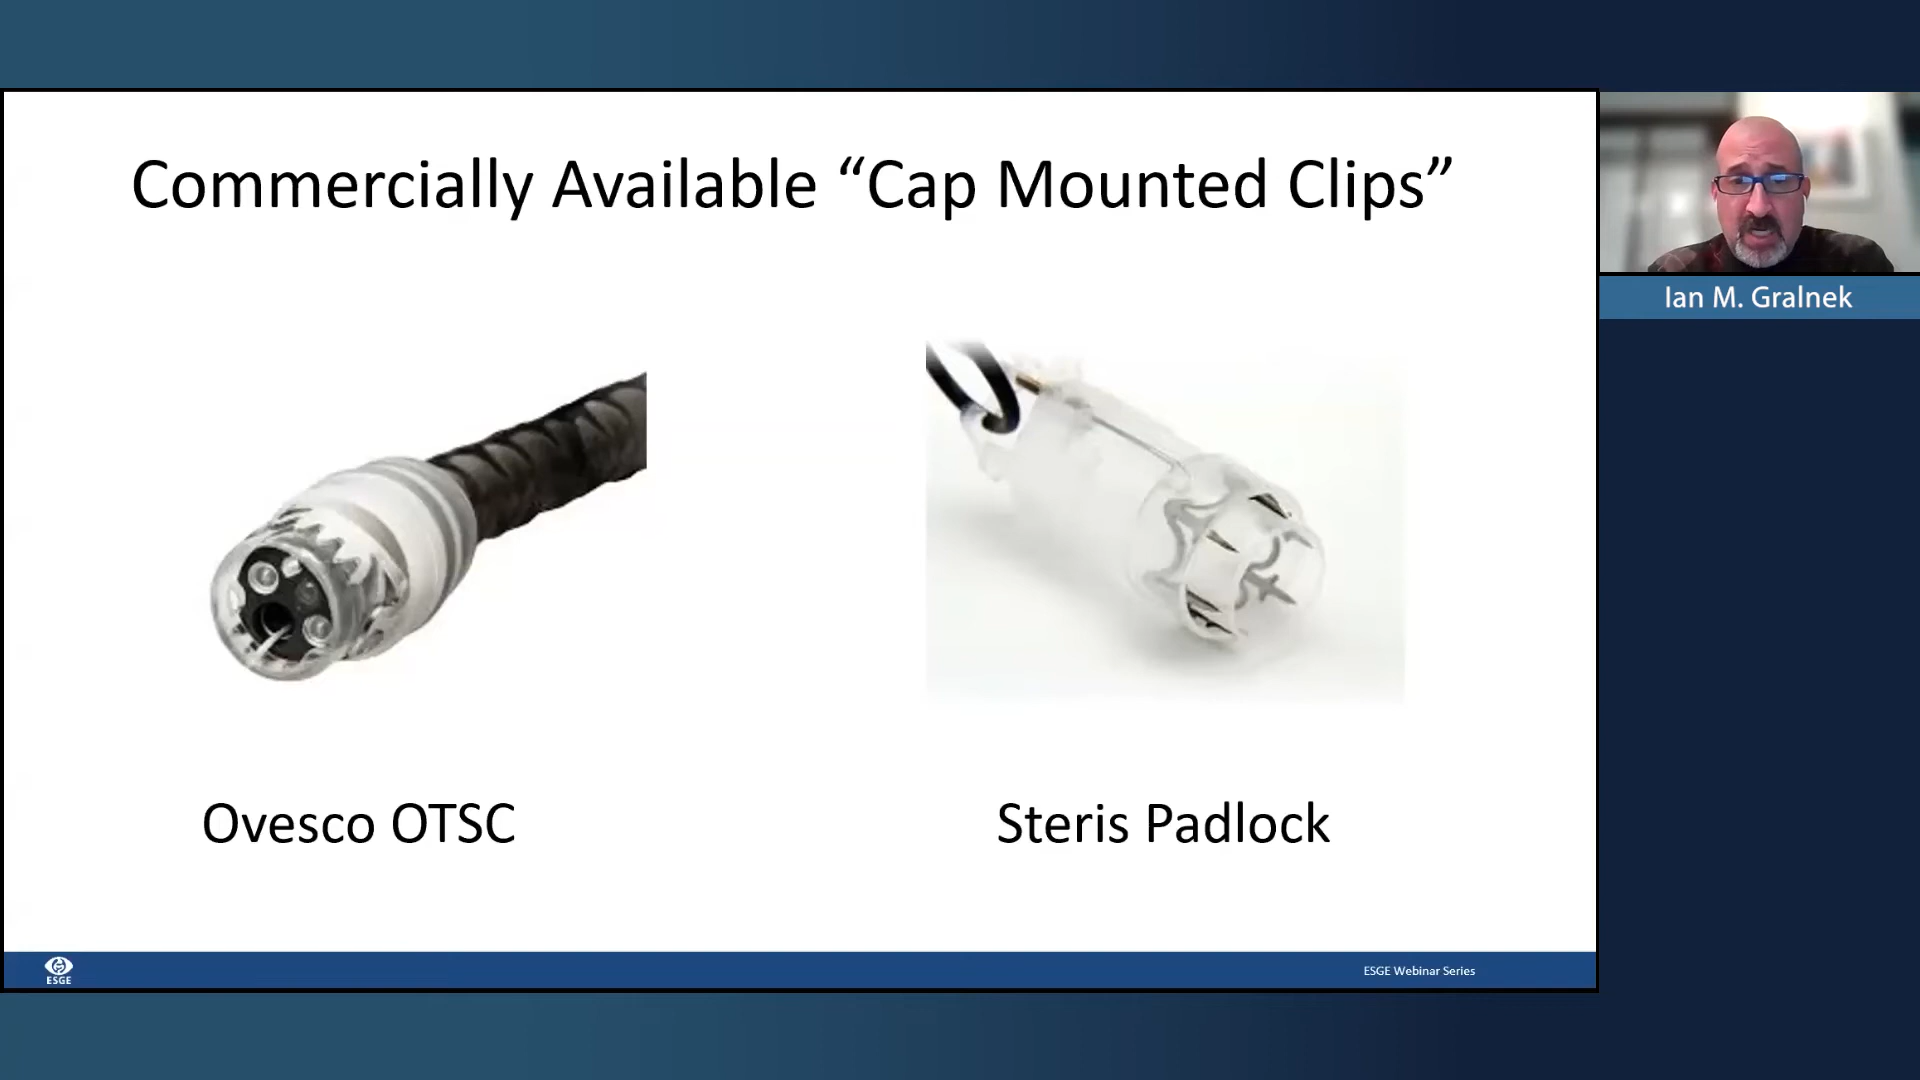 Commercially Available “Cap Mounted Clips”
Ian M. Gralnek
Ovesco OTSC
Steris Padlock
ESGE
ESGE Webinar Series